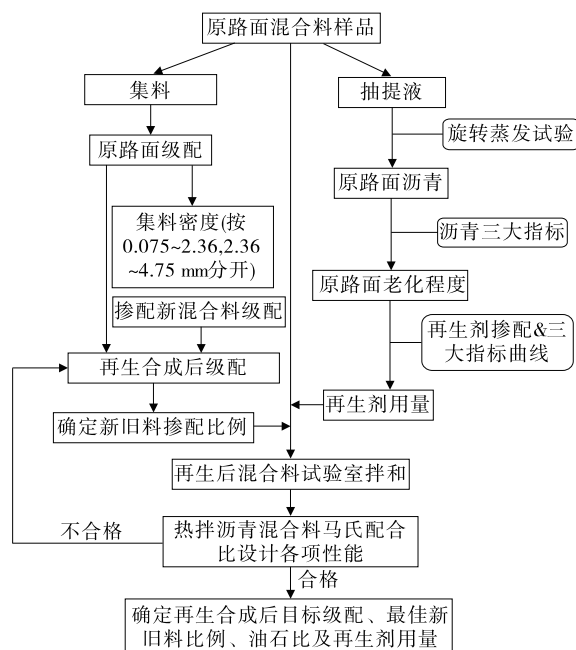 原路面混合料样品
集料
抽提液
旋转蒸发试验
原路面级配
原路面沥青
集料密度(按
0.075~2.36,2.36
~4.75 mm分开)
沥青三大指标
原路面老化程度
掺配新混合料级配
再生剂掺配&三
大指标曲线
再生合成后级配
再生剂用量
确定新旧料掺配比例
再生后混合料试验室拌和
不合格
热拌沥青混合料马氏配合
比设计各项性能
合格
确定再生合成后目标级配、最佳新
旧料比例、油石比及再生剂用量